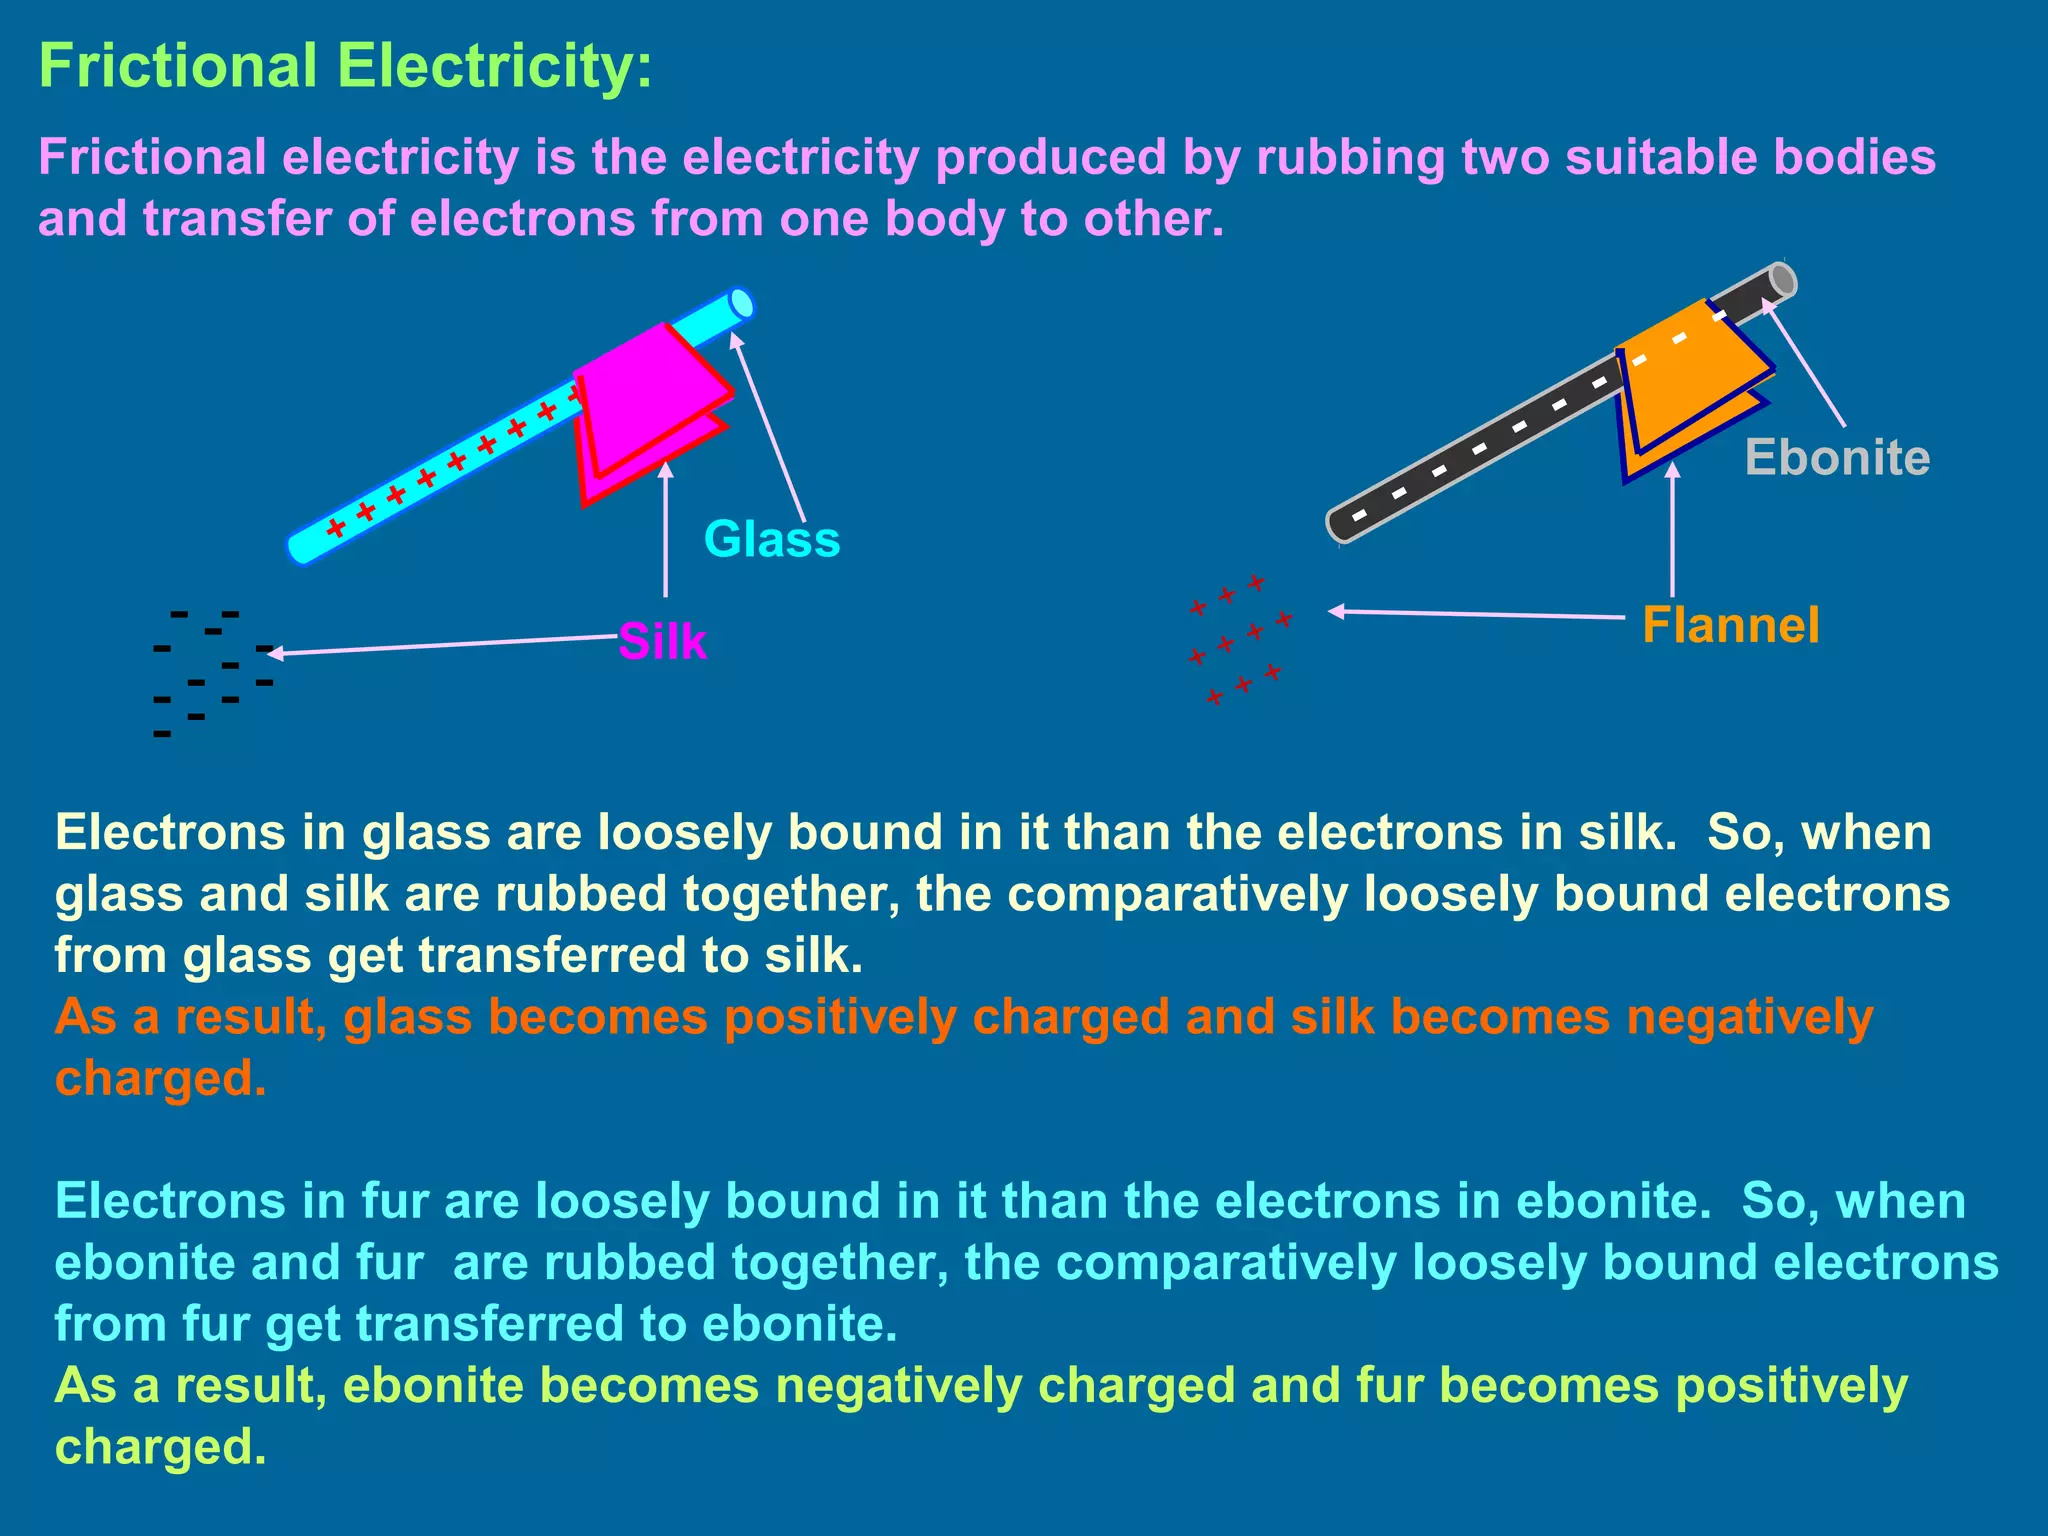 Frictional Electricity:
Frictional electricity is the electricity produced by rubbing two suitable bodies
and transfer of electrons from one body to other.
+ + + + + + + + +
- - - - - - - - - -
Ebonite
Glass
Silk
Flannel
- -
-
- -
-
- -
- -
-
-
+ + +
+ + + +
+ + +
Electrons in glass are loosely bound in it than the electrons in silk.  So, when
glass and silk are rubbed together, the comparatively loosely bound electrons
from glass get transferred to silk.
As a result, glass becomes positively charged and silk becomes negatively
charged.
Electrons in fur are loosely bound in it than the electrons in ebonite.  So, when
ebonite and fur  are rubbed together, the comparatively loosely bound electrons
from fur get transferred to ebonite.
As a result, ebonite becomes negatively charged and fur becomes positively
charged.